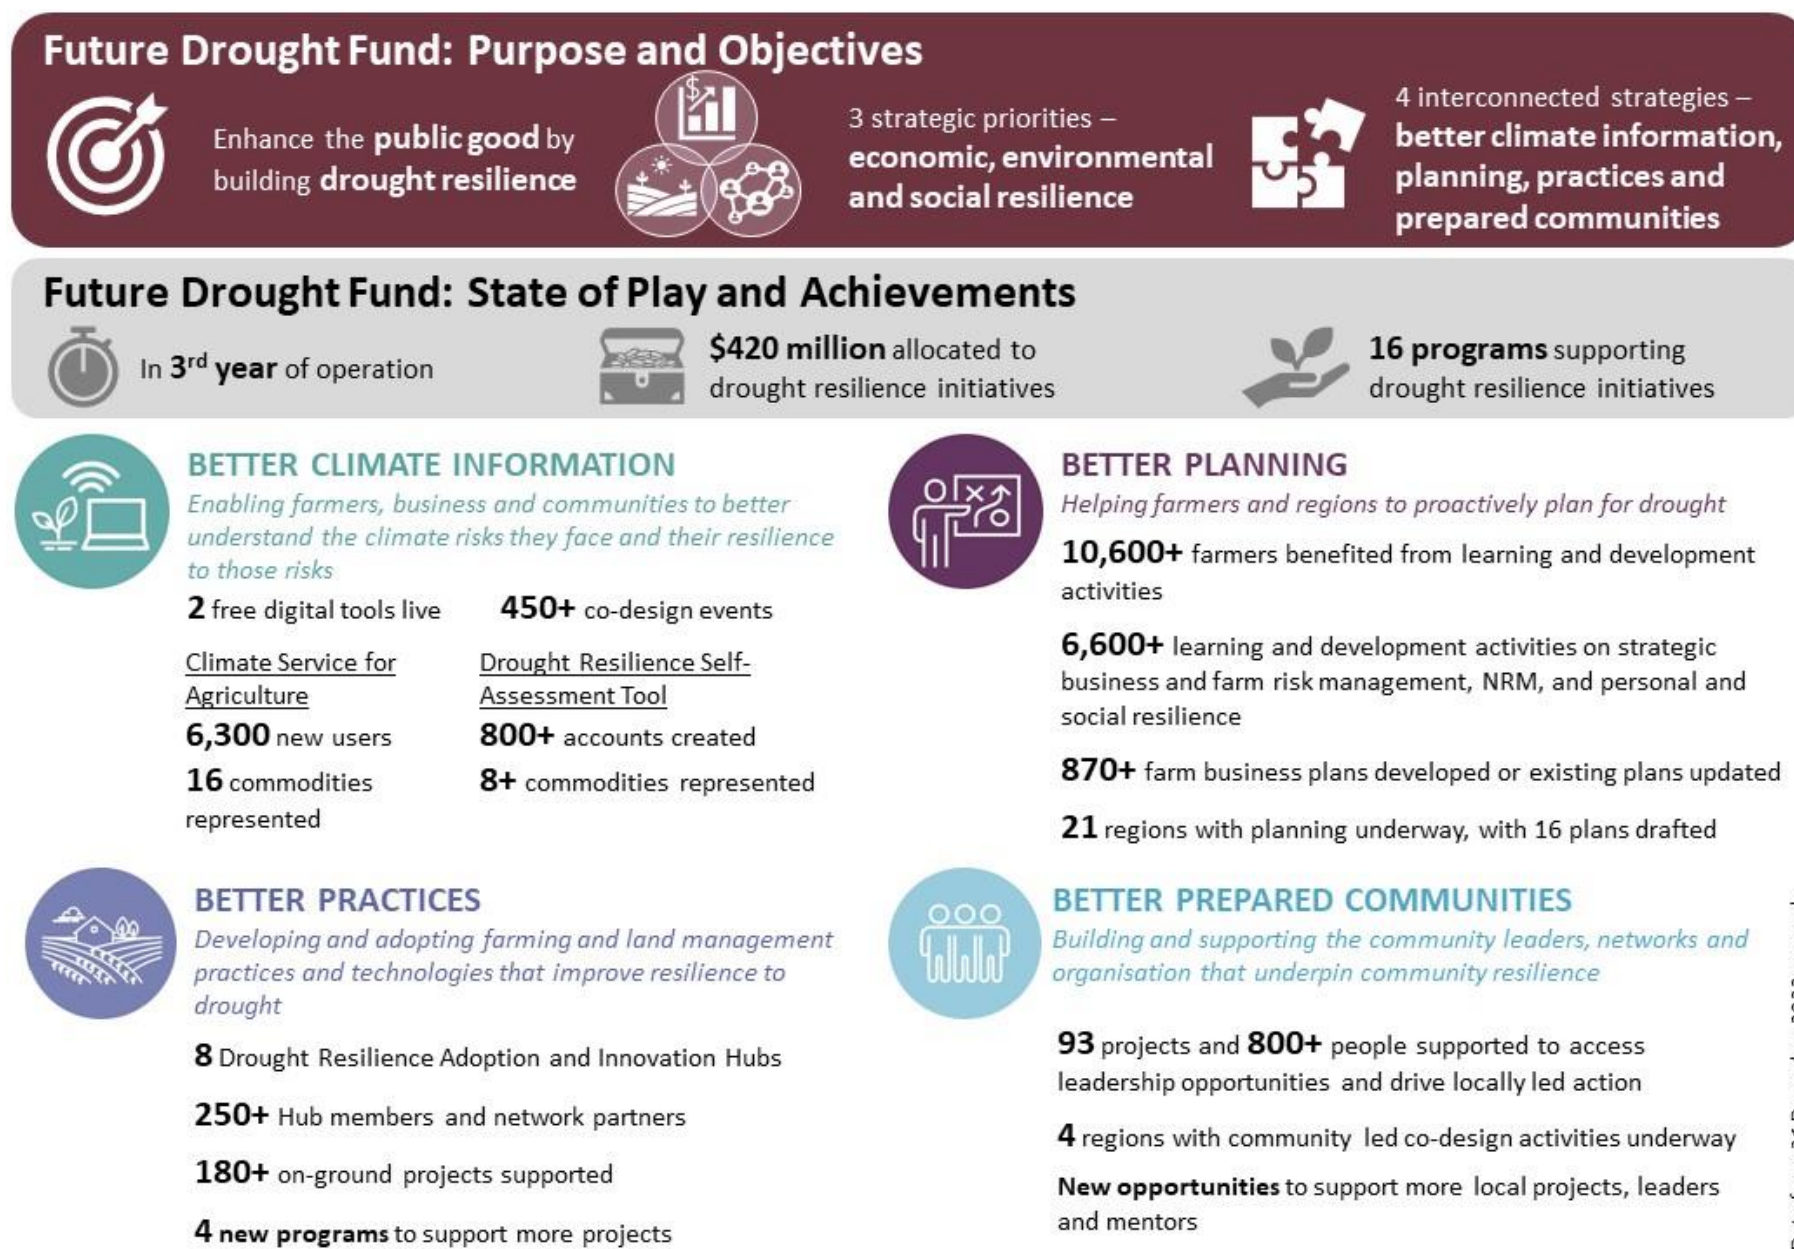 Future Drought Fund: Purpose and Objectives
Enhance the public good by
building drought resilience
3 strategic priorities –
economic, environmental
and social resilience
4 interconnected strategies –
better climate information,
planning, practices and
prepared communities
Future Drought Fund: State of Play and Achievements
In 3rd year of operation
$420 million allocated to
drought resilience initiatives
16 programs supporting
drought resilience initiatives
BETTER CLIMATE INFORMATION
Enabling farmers, business and communities to better
understand the climate risks they face and their resilience
to those risks
2 free digital tools live
450+ co-design events
Climate Service for
Agriculture
6,300 new users
16 commodities
represented
Drought Resilience Self-
Assessment Tool
800+ accounts created
8+ commodities represented
BETTER PLANNING
Helping farmers and regions to proactively plan for drought
10,600+ farmers benefited from learning and development
activities
6,600+ learning and development activities on strategic
business and farm risk management, NRM, and personal and
social resilience
870+ farm business plans developed or existing plans updated
21 regions with planning underway, with 16 plans drafted
BETTER PRACTICES
Developing and adopting farming and land management
practices and technologies that improve resilience to
drought
8 Drought Resilience Adoption and Innovation Hubs
250+ Hub members and network partners
180+ on-ground projects supported
4 new programs to support more projects
BETTER PREPARED COMMUNITIES
Building and supporting the community leaders, networks and
organisation that underpin community resilience
93 projects and 800+ people supported to access
leadership opportunities and drive locally led action
4 regions with community led co-design activities underway
New opportunities to support more local projects, leaders
and mentors